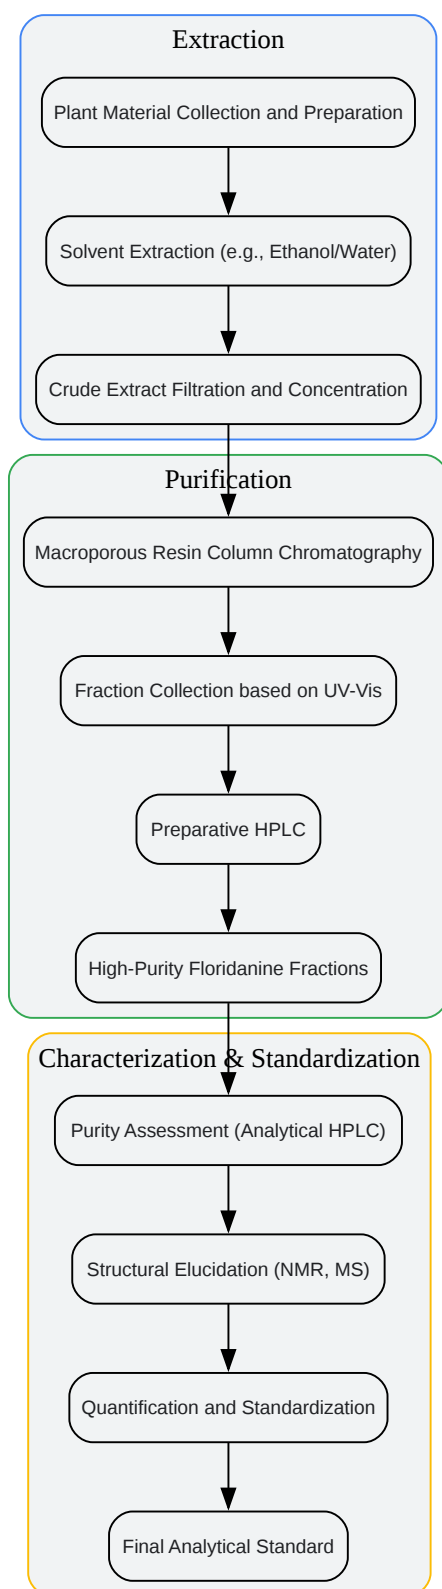 Extraction
Plant Material Collection and Preparation
Solvent Extraction (e.g., Ethanol/Water)
Crude Extract Filtration and Concentration
Purification
Macroporous Resin Column Chromatography
Fraction Collection based on UV-Vis
Preparative HPLC
High-Purity Floridanine Fractions
Characterization & Standardization
Purity Assessment (Analytical HPLC)
Structural Elucidation (NMR, MS)
Quantification and Standardization
Final Analytical Standard